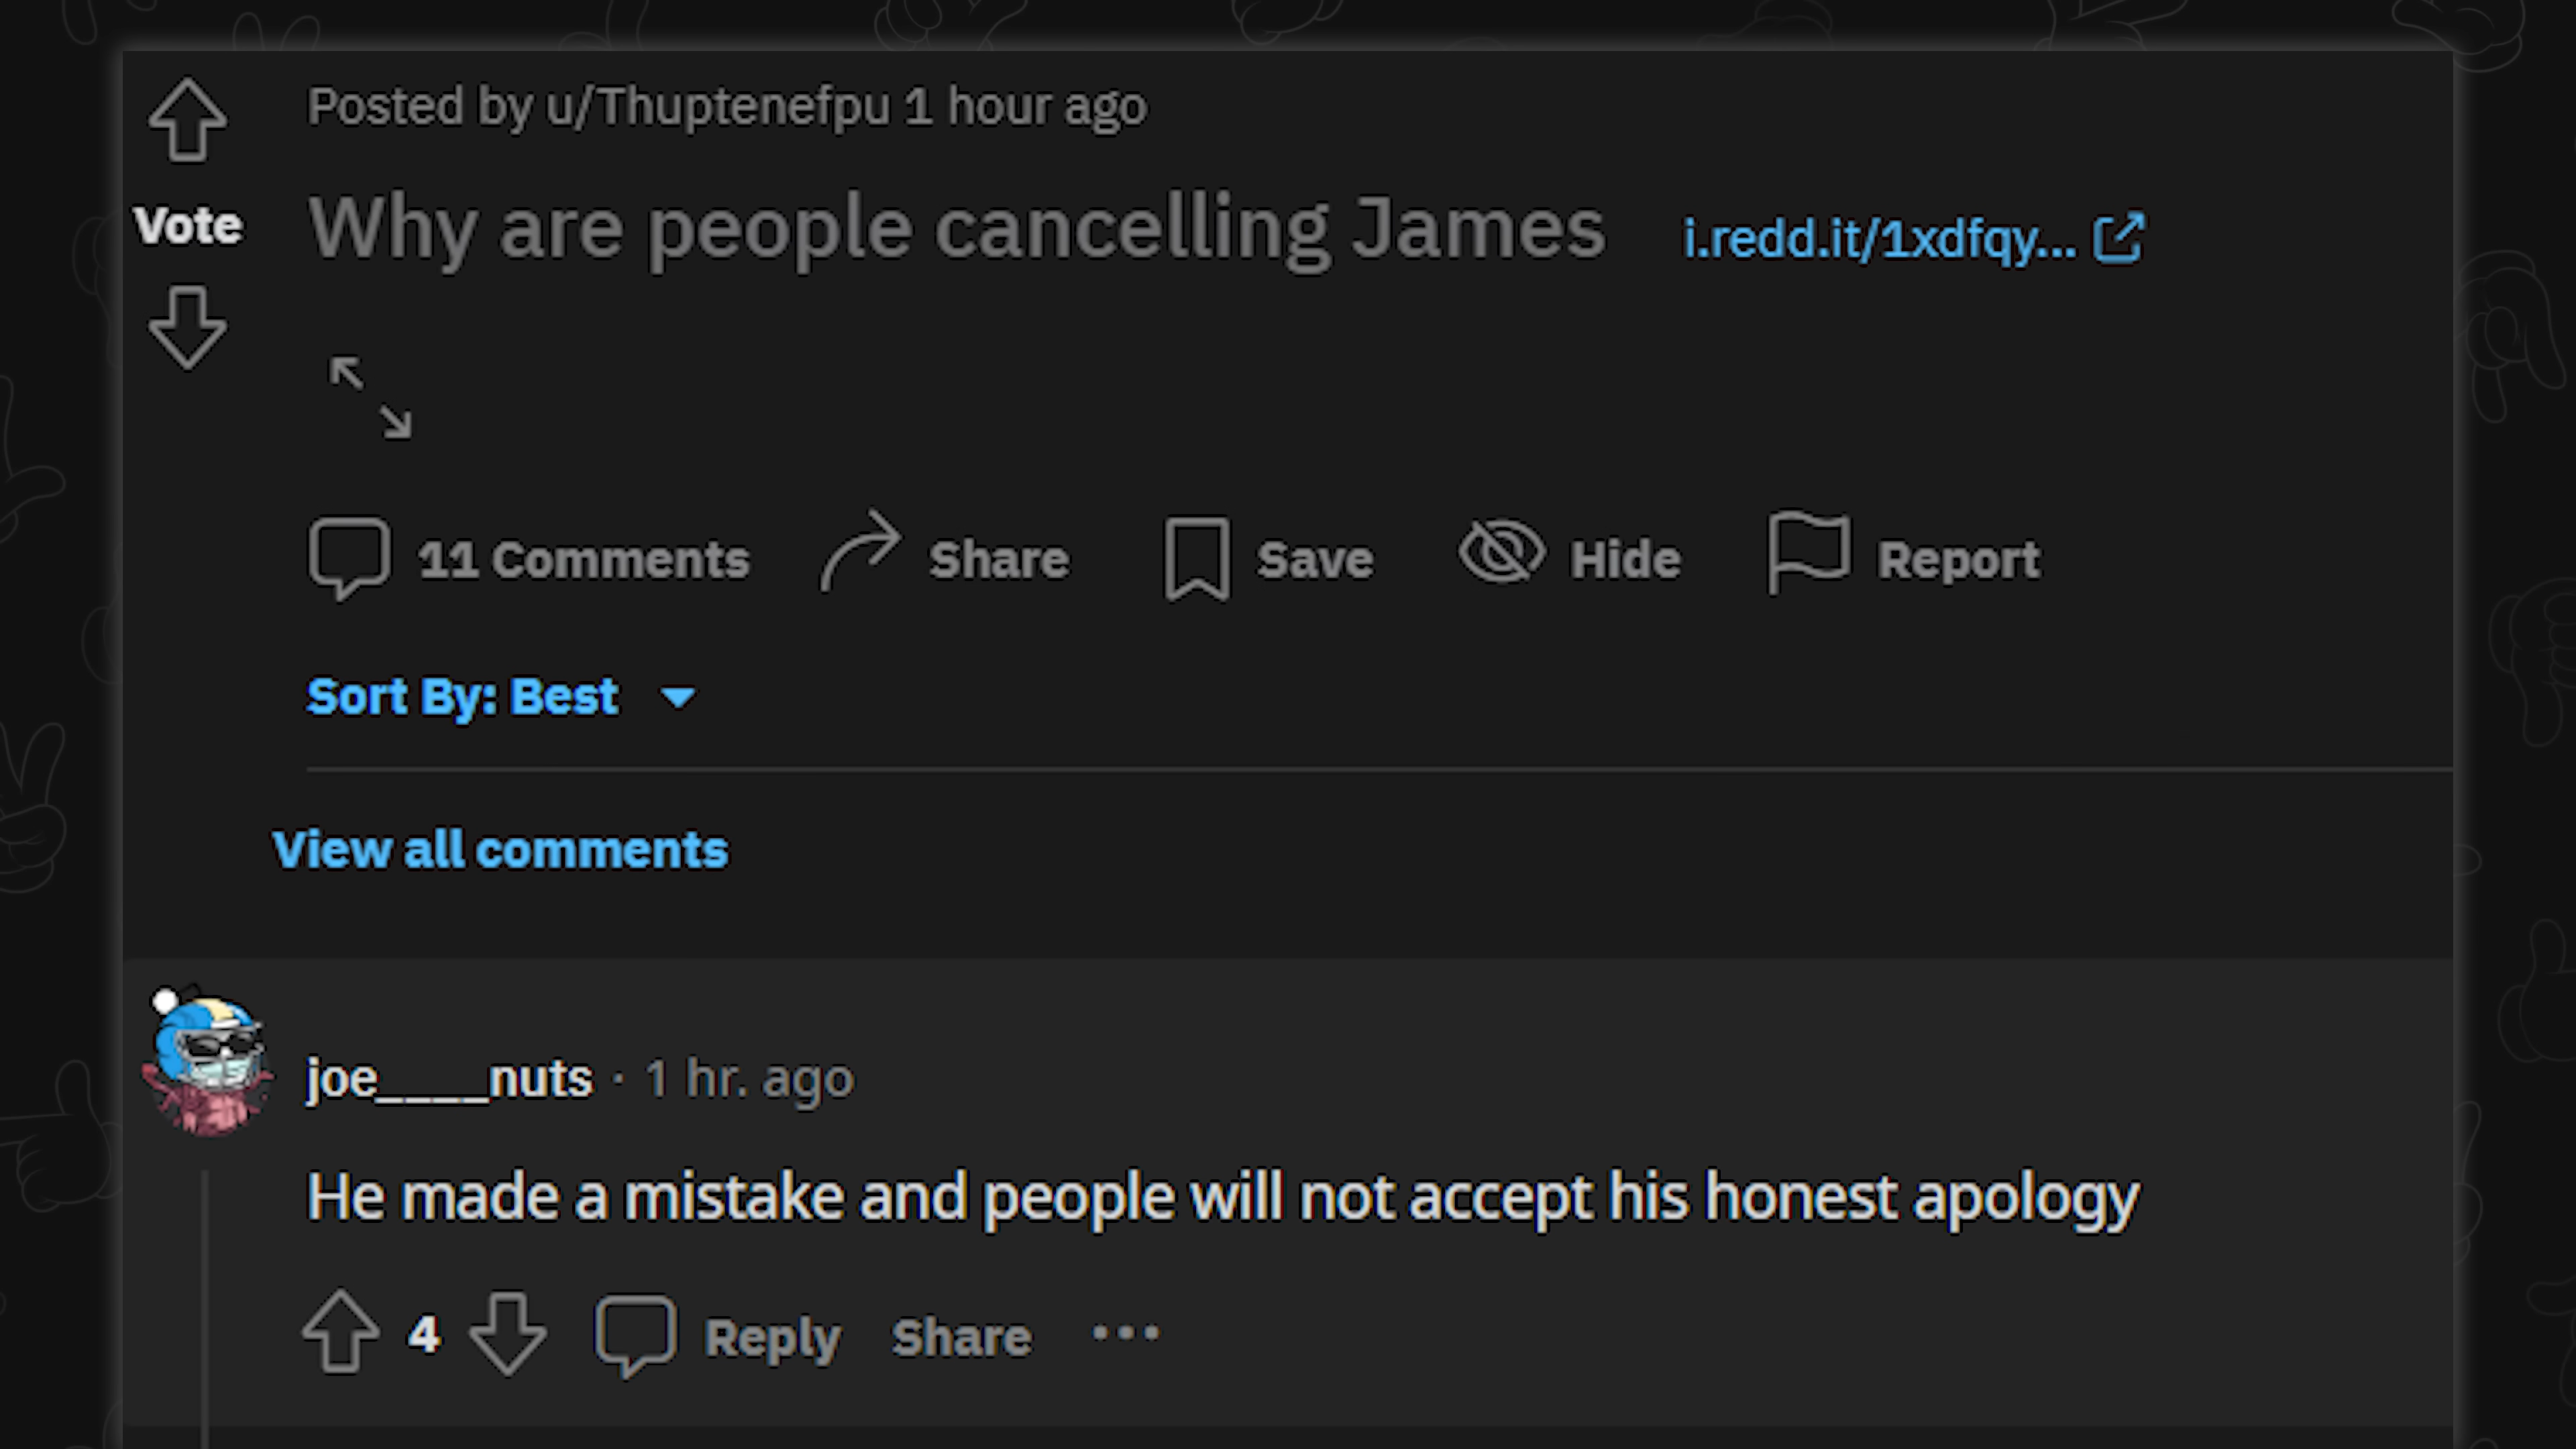 Posted by u/Thuptenefpu 1 hour ago
Vote
Why are people cancelling James i.redd.it/1xdfqy...
11 Comments Share Save Hide Report
Sort By: Best
View all comments
joe____nuts · 1 hr. ago
He made a mistake and people will not accept his honest apology
4 Reply Share ...